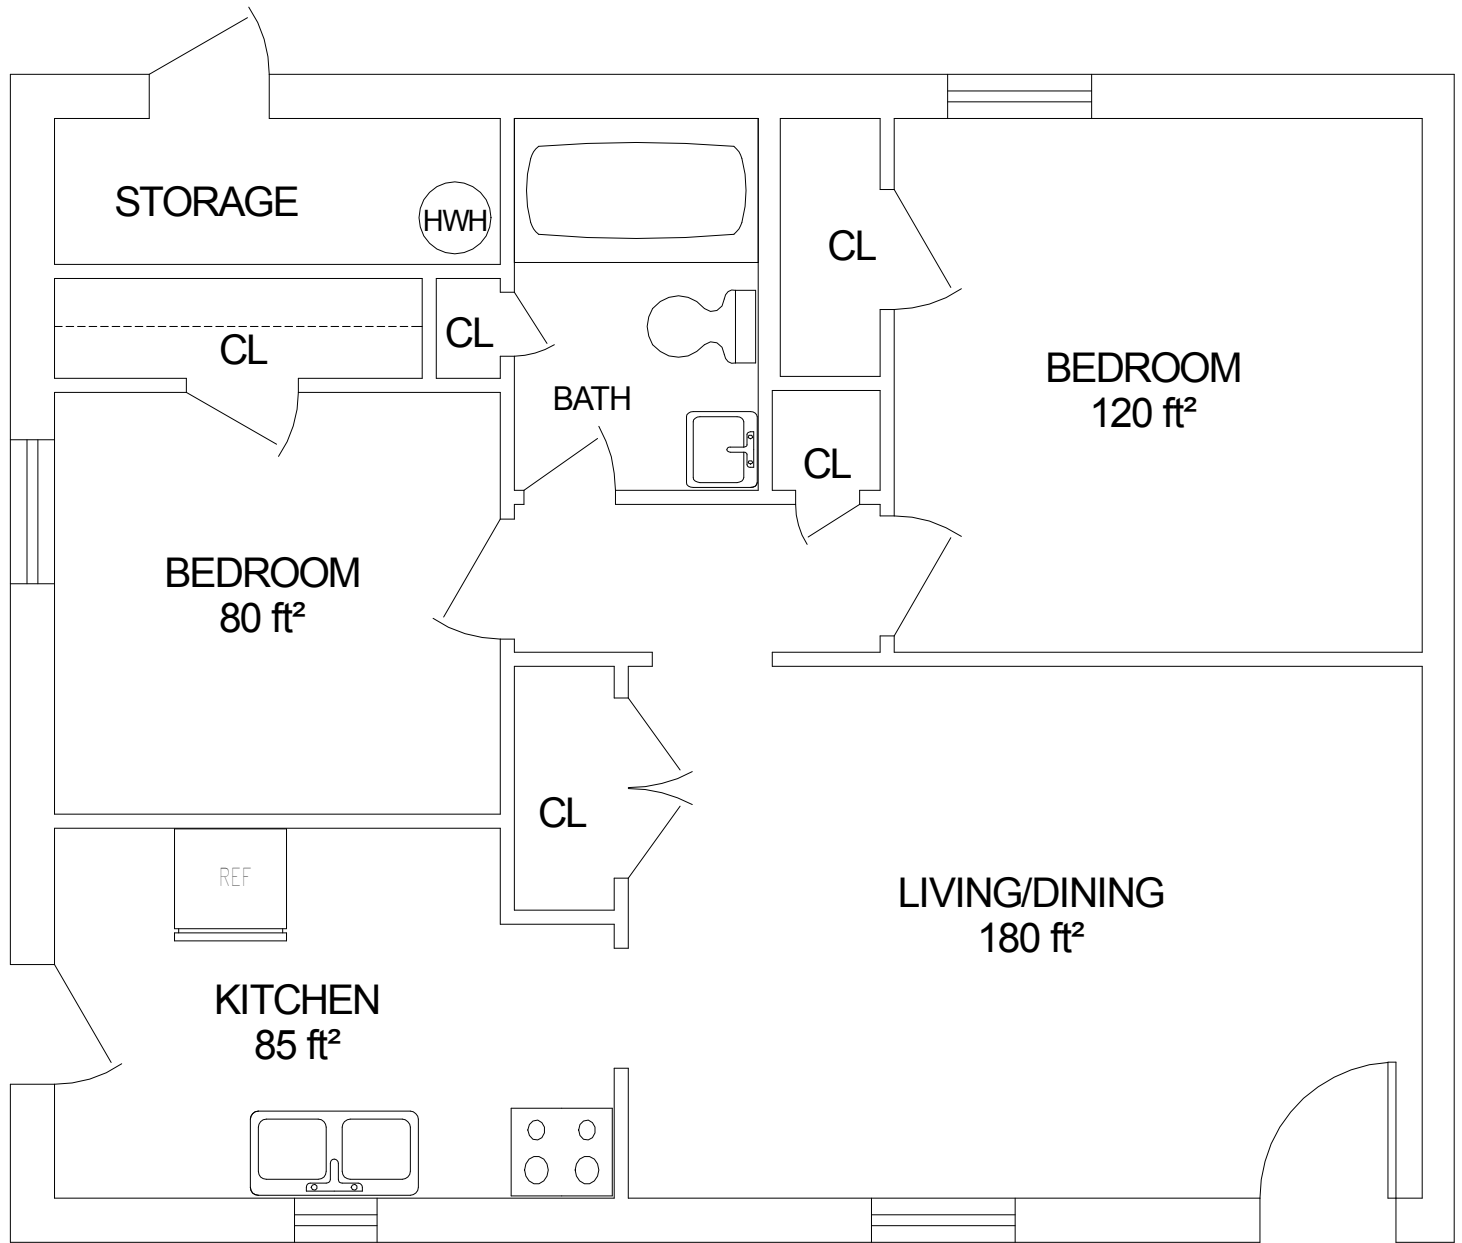 STORAGE
HWH
CL
CL
CL
BATH
BEDROOM
120 ft²
CL
BEDROOM
80 ft²
CL
REF
LIVING/DINING
180 ft²
KITCHEN
85 ft²